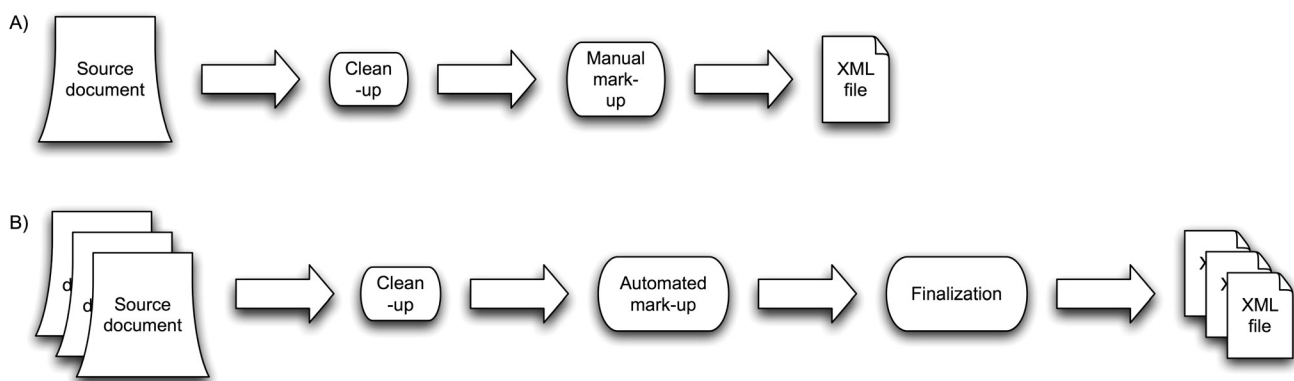 A)
Source
document
Clean
-up
Manual
mark-
up
XML
file
B)
d
d
Source
document
Clean
-up
Automated
mark-up
Finalization
X
X
XML
file